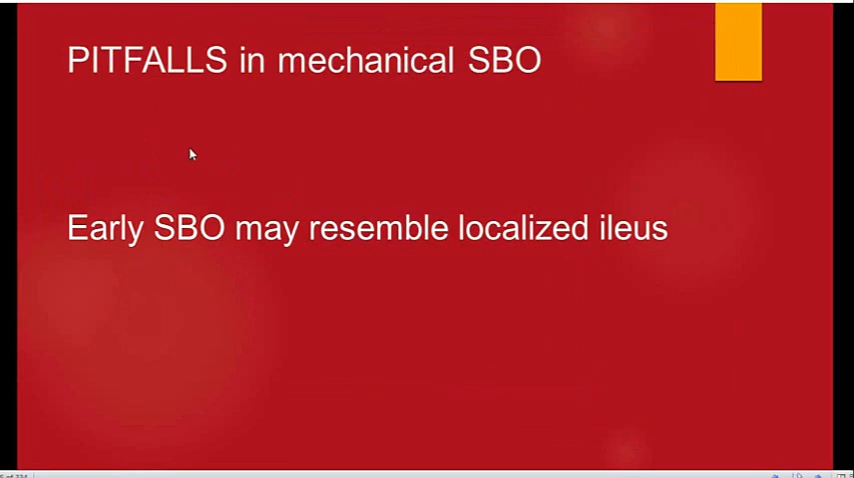 PITFALLS in mechanical SBO
Early SBO may resemble localized ileus